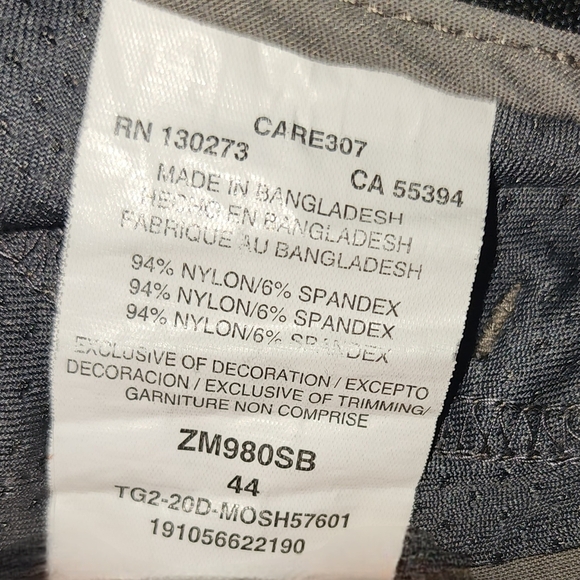 CARE307
RN 130273 CA 55394
MADE IN BANGLADESH
HECHO EN BANGLADESH
FABRIQUE AU BANGLADESH
94% NYLON/6% SPANDEX
94% NYLON/6% SPANDEX
94% NYLON/6% SPANDEX
EXCLUSIVE OF DECORATION / EXCEPTO
DECORACION / EXCLUSIVE OF TRIMMING/
GARNITURE NON COMPRISE
ZM980SB
44
TG2-20D-MOSH57601
191056622190